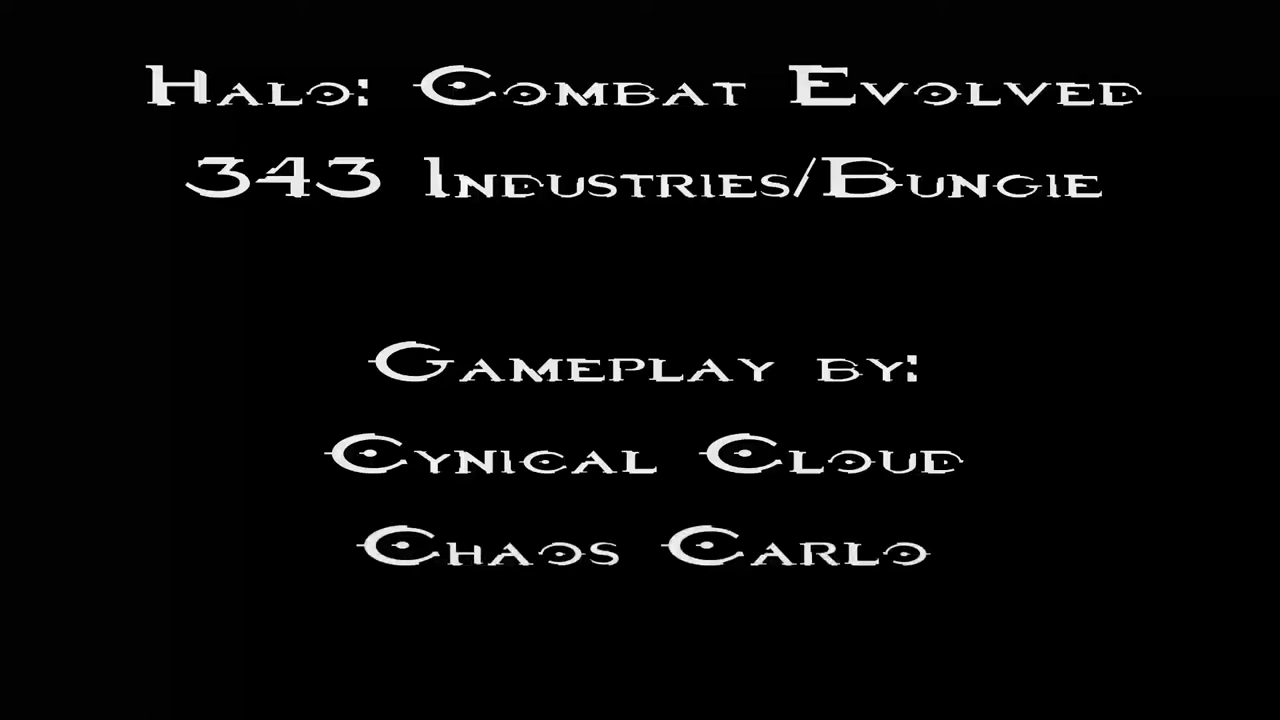 Halo: Combat Evolved
343 Industries/Bungie
Gameplay by:
Cynical Cloud
Chaos Carlo